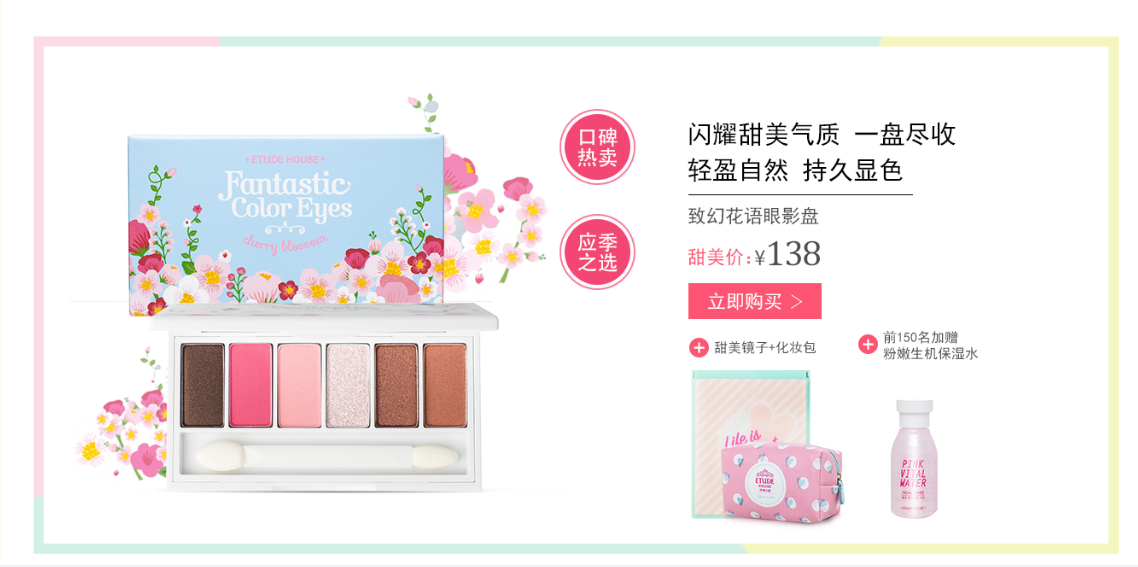 ETUDE HOUSE
Fantastic
Color Eyes
cherry blossom
口碑
热卖
应季
之选
闪耀甜美气质 一盘尽收
轻盈自然 持久显色
致幻花语眼影盘
甜美价:¥138
立即购买 >
甜美镜子+化妆包
前150名加赠
粉嫩生机保湿水
Life is
ETUDE
HOUSE
PINK
VITAL
WATER